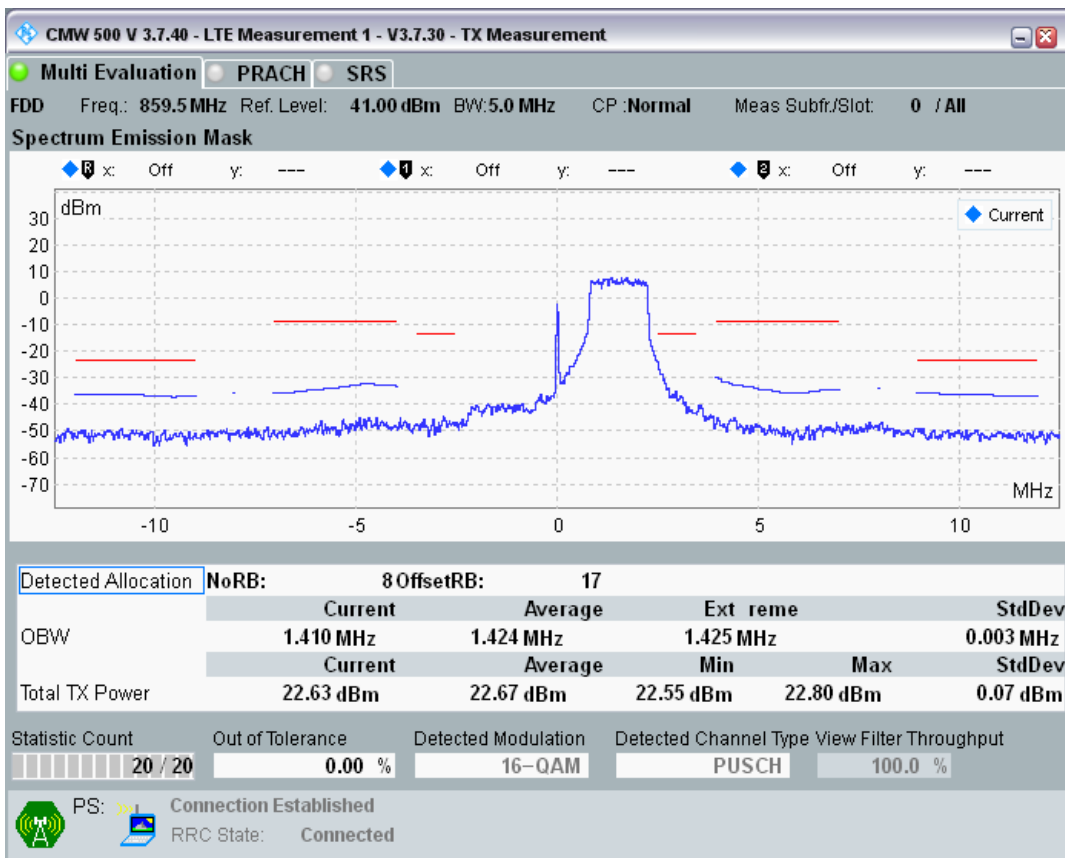 CMW 500 V 3.7.40 - LTE Measurement 1 - V3.7.30 - TX Measurement
Multi Evaluation PRACH SRS
FDD Freq.: 859.5 MHz Ref. Level: 41.00 dBm BW:5.0 MHz CP :Normal Meas Subfr./Slot: 0 / All
Spectrum Emission Mask
R x: Off y: --- 1 x: Off y: --- 2 x: Off y: ---
dBm
Current
30
20
10
0
-10
-20
-30
-40
-50
-60
-70
MHz
-10 -5 0 5 10
Detected Allocation NoRB: 8 OffsetRB: 17
Current Average Ext reme StdDev
OBW 1.410 MHz 1.424 MHz 1.425 MHz 0.003 MHz
Current Average Min Max StdDev
Total TX Power 22.63 dBm 22.67 dBm 22.55 dBm 22.80 dBm 0.07 dBm
Statistic Count Out of Tolerance Detected Modulation Detected Channel Type View Filter Throughput
20 / 20 0.00 % 16-QAM PUSCH 100.0 %
PS: Connection Established
RRC State: Connected